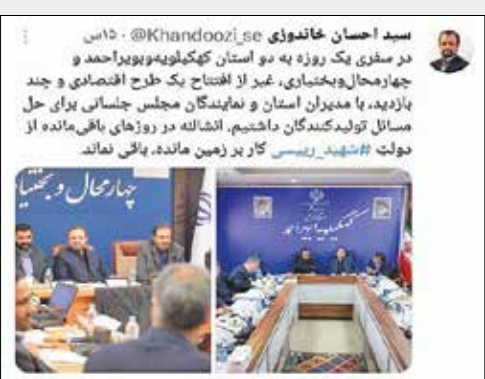 سید احسان خاندوزی @Khandoozi_se · ۱۵س
در سفری یک روزه به دو استان کهکیلویه‌وبویراحمد و
چهارمحال‌وبختیاری، غیر از افتتاح یک طرح اقتصادی و چند
بازدید، با مدیران استان و نمایندگان مجلس جلساتی برای حل
مسائل تولیدکنندگان داشتیم. انشالله در روزهای باقی‌مانده از
دولتِ #شهید_رییسی کار بر زمین مانده، باقی نماند.
چهارمحال و بختیا
کهگیلویه و بویراحمد